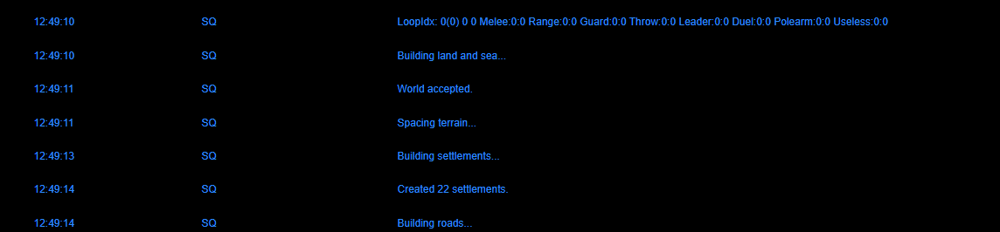 12:49:10 SQ LoopIdx: 0(0) 0 0 Melee:0:0 Range:0:0 Guard:0:0 Throw:0:0 Leader:0:0 Duel:0:0 Polearm:0:0 Useless:0:0
12:49:10 SQ Building land and sea...
12:49:11 SQ World accepted.
12:49:11 SQ Spacing terrain...
12:49:13 SQ Building settlements...
12:49:14 SQ Created 22 settlements.
12:49:14 SQ Building roads...